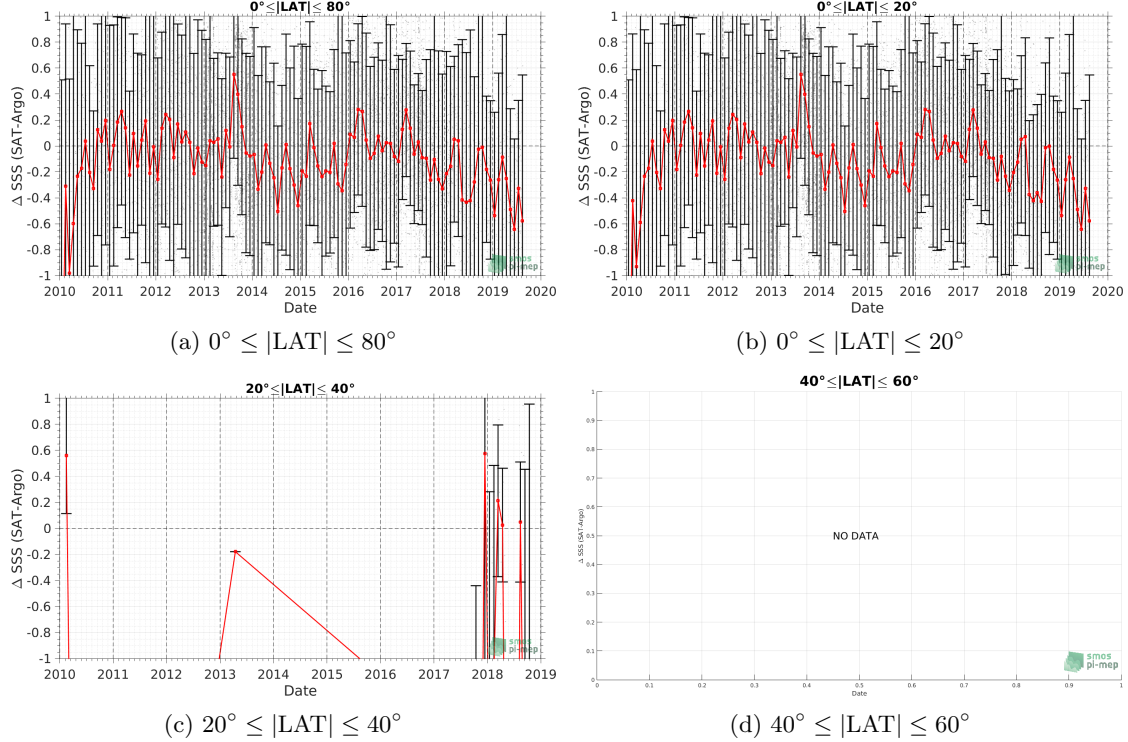 0°≤|LAT|≤ 80°
Δ SSS (SAT-Argo)
1
0.8
0.6
0.4
0.2
0
-0.2
-0.4
-0.6
-0.8
-1
2010 2011 2012 2013 2014 2015 2016 2017 2018 2019 2020
Date
smos
pi-mep
(a) 0° ≤ |LAT| ≤ 80°
0°≤|LAT|≤ 20°
Δ SSS (SAT-Argo)
1
0.8
0.6
0.4
0.2
0
-0.2
-0.4
-0.6
-0.8
-1
2010 2011 2012 2013 2014 2015 2016 2017 2018 2019 2020
Date
smos
pi-mep
(b) 0° ≤ |LAT| ≤ 20°
20°≤|LAT|≤ 40°
Δ SSS (SAT-Argo)
1
0.8
0.6
0.4
0.2
0
-0.2
-0.4
-0.6
-0.8
-1
2010 2011 2012 2013 2014 2015 2016 2017 2018 2019
Date
smos
pi-mep
(c) 20° ≤ |LAT| ≤ 40°
40°≤|LAT|≤ 60°
Δ SSS (SAT-Argo)
1
0.9
0.8
0.7
0.6
0.5
0.4
0.3
0.2
0.1
0
NO DATA
0 0.1 0.2 0.3 0.4 0.5 0.6 0.7 0.8 0.9 1
Date
smos
pi-mep
(d) 40° ≤ |LAT| ≤ 60°